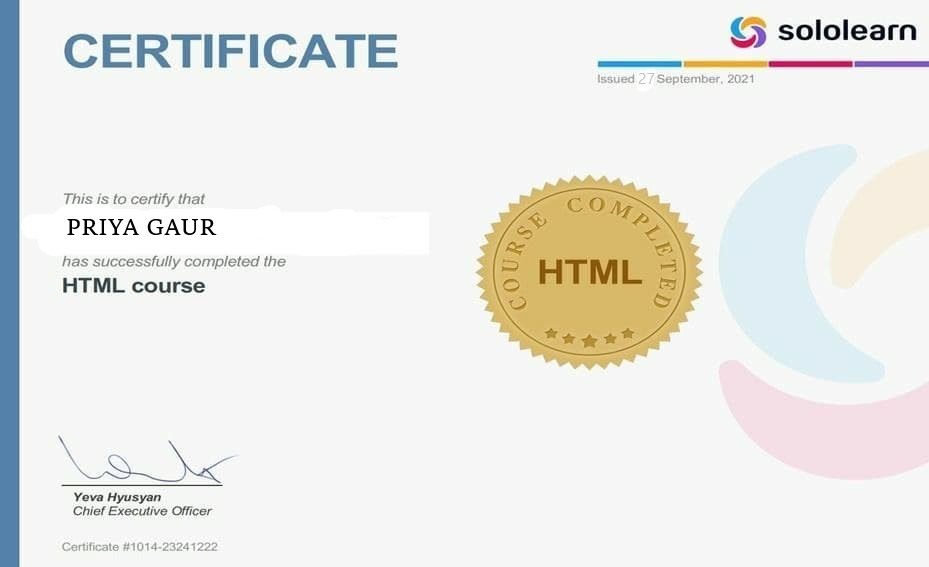 CERTIFICATE
sololearn
Issued 27 September, 2021
This is to certify that
PRIYA GAUR
has successfully completed the
HTML course
COURSE COMPLETED
HTML
Yeva Hyusyan
Chief Executive Officer
Certificate #1014-23241222